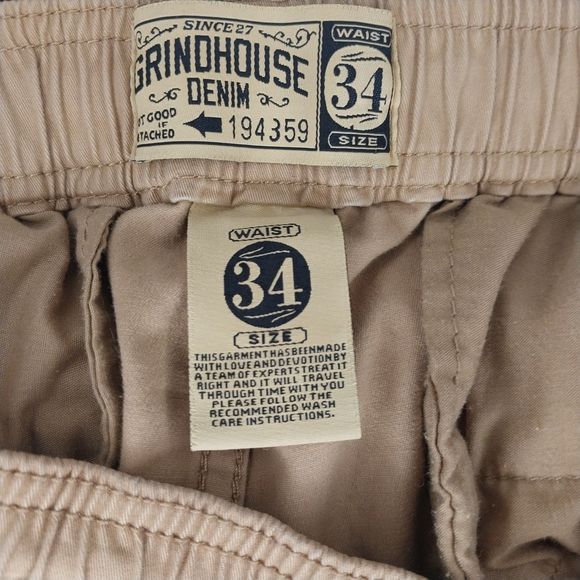 SINCE 27
GRINDHOUSE
DENIM
GOOD
IF
194359
WAIST
34
SIZE
WAIST
34
SIZE
THIS GARMENT HAS BEEN MADE
WITH LOVE AND DEVOTION BY
A TEAM OF EXPERTS TREAT IT
RIGHT AND IT WILL TRAVEL
THROUGH TIME WITH YOU
PLEASE FOLLOW THE
RECOMMENDED WASH
CARE INSTRUCTIONS.